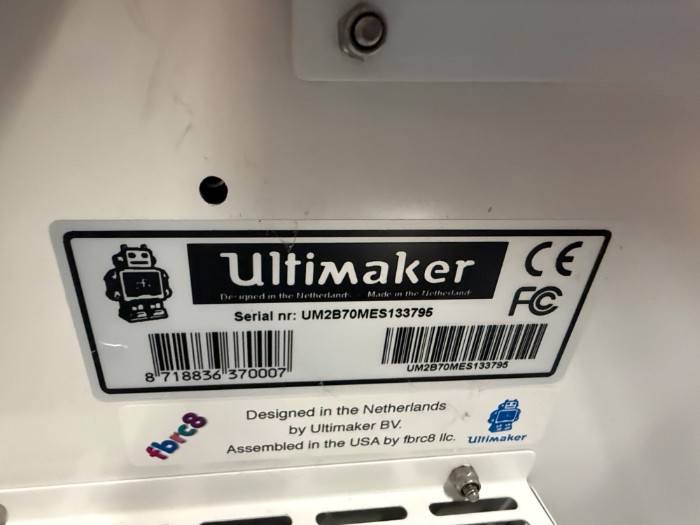 Ultimaker
Designed in the Netherlands - Made in the Netherlands
CE
FC
Serial nr: UM2B70MES133795
8 718836 370007
UM2B70MES133795
fbrc8
Designed in the Netherlands
by Ultimaker BV.
Assembled in the USA by fbrc8 llc.
Ultimaker